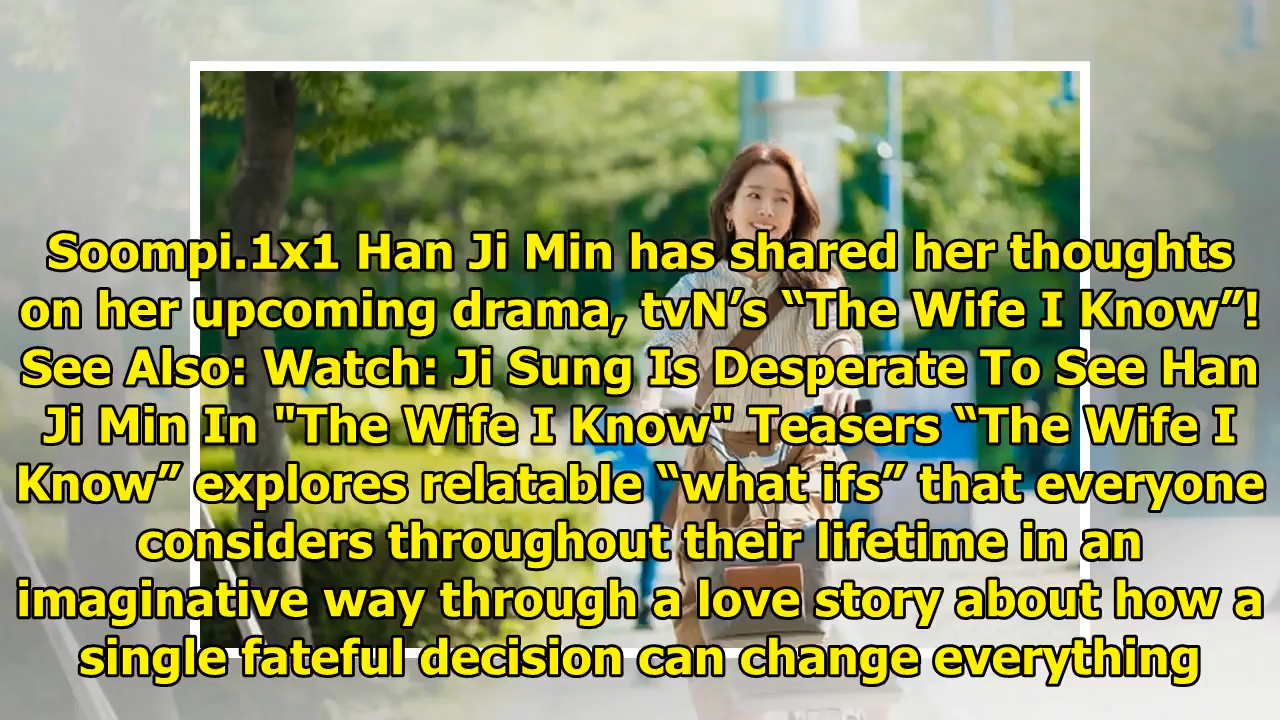 Soompi.1x1 Han Ji Min has shared her thoughts
on her upcoming drama, tvN’s “The Wife I Know”!
See Also: Watch: Ji Sung Is Desperate To See Han
Ji Min In "The Wife I Know" Teasers “The Wife I
Know” explores relatable “what ifs” that everyone
considers throughout their lifetime in an
imaginative way through a love story about how a
single fateful decision can change everything